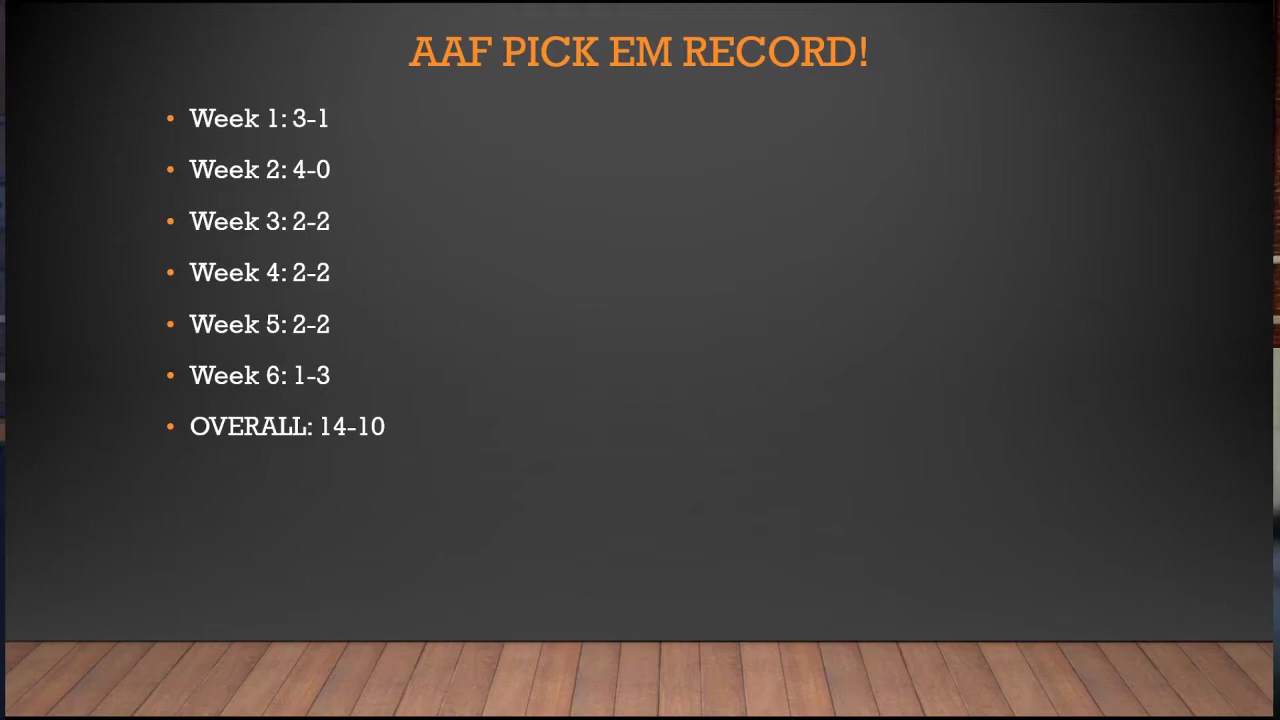 AAF PICK EM RECORD!
• Week 1: 3-1
• Week 2: 4-0
• Week 3: 2-2
• Week 4: 2-2
• Week 5: 2-2
• Week 6: 1-3
• OVERALL: 14-10